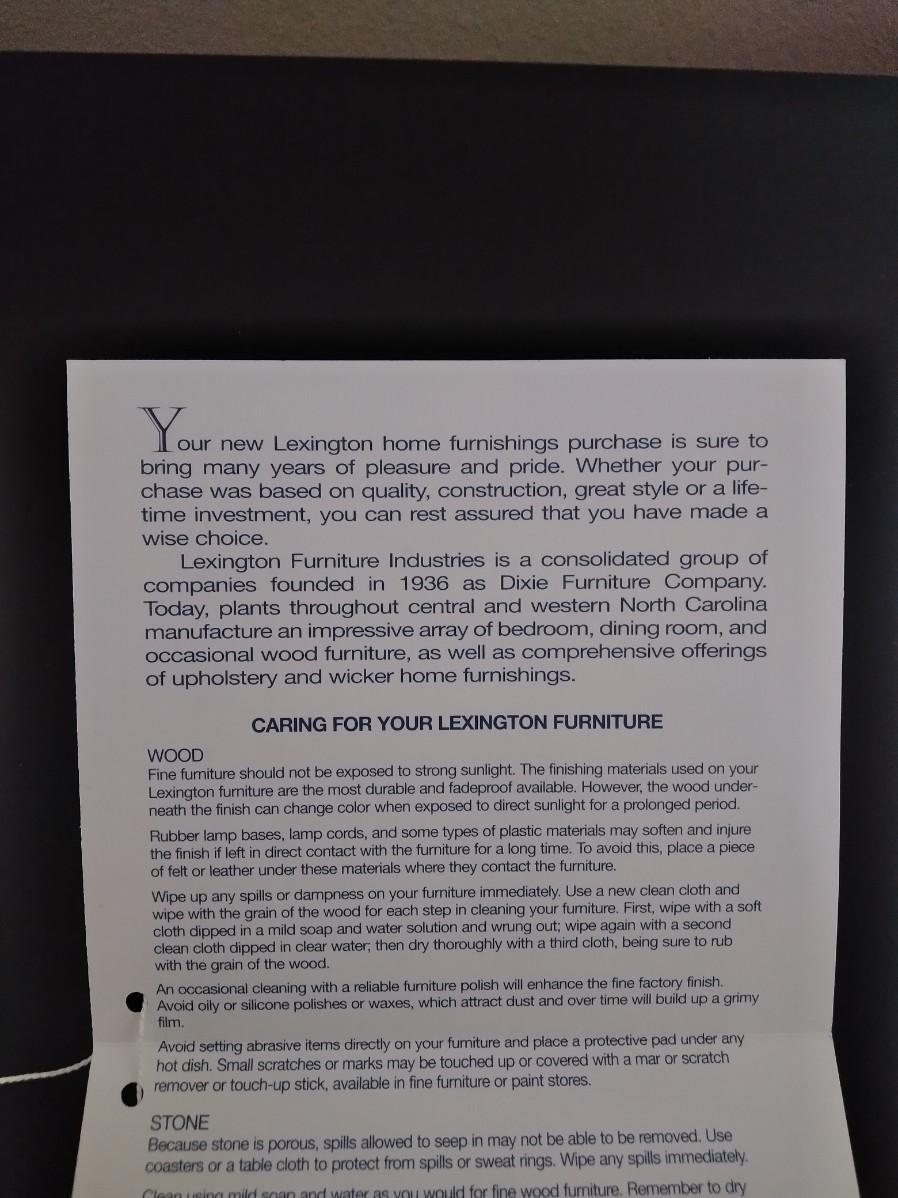 Your new Lexington home furnishings purchase is sure to
bring many years of pleasure and pride. Whether your pur-
chase was based on quality, construction, great style or a life-
time investment, you can rest assured that you have made a
wise choice.
Lexington Furniture Industries is a consolidated group of
companies founded in 1936 as Dixie Furniture Company.
Today, plants throughout central and western North Carolina
manufacture an impressive array of bedroom, dining room, and
occasional wood furniture, as well as comprehensive offerings
of upholstery and wicker home furnishings.
CARING FOR YOUR LEXINGTON FURNITURE
WOOD
Fine furniture should not be exposed to strong sunlight. The finishing materials used on your
Lexington furniture are the most durable and fadeproof available. However, the wood under-
neath the finish can change color when exposed to direct sunlight for a prolonged period.
Rubber lamp bases, lamp cords, and some types of plastic materials may soften and injure
the finish if left in direct contact with the furniture for a long time. To avoid this, place a piece
of felt or leather under these materials where they contact the furniture.
Wipe up any spills or dampness on your furniture immediately. Use a new clean cloth and
wipe with the grain of the wood for each step in cleaning your furniture. First, wipe with a soft
cloth dipped in a mild soap and water solution and wrung out; wipe again with a second
clean cloth dipped in clear water; then dry thoroughly with a third cloth, being sure to rub
with the grain of the wood.
An occasional cleaning with a reliable furniture polish will enhance the fine factory finish.
Avoid oily or silicone polishes or waxes, which attract dust and over time will build up a grimy
film.
Avoid setting abrasive items directly on your furniture and place a protective pad under any
hot dish. Small scratches or marks may be touched up or covered with a mar or scratch
remover or touch-up stick, available in fine furniture or paint stores.
STONE
Because stone is porous, spills allowed to seep in may not be able to be removed. Use
coasters or a table cloth to protect from spills or sweat rings. Wipe any spills immediately.
Clean using mild soap and water as you would for fine wood furniture. Remember to dry